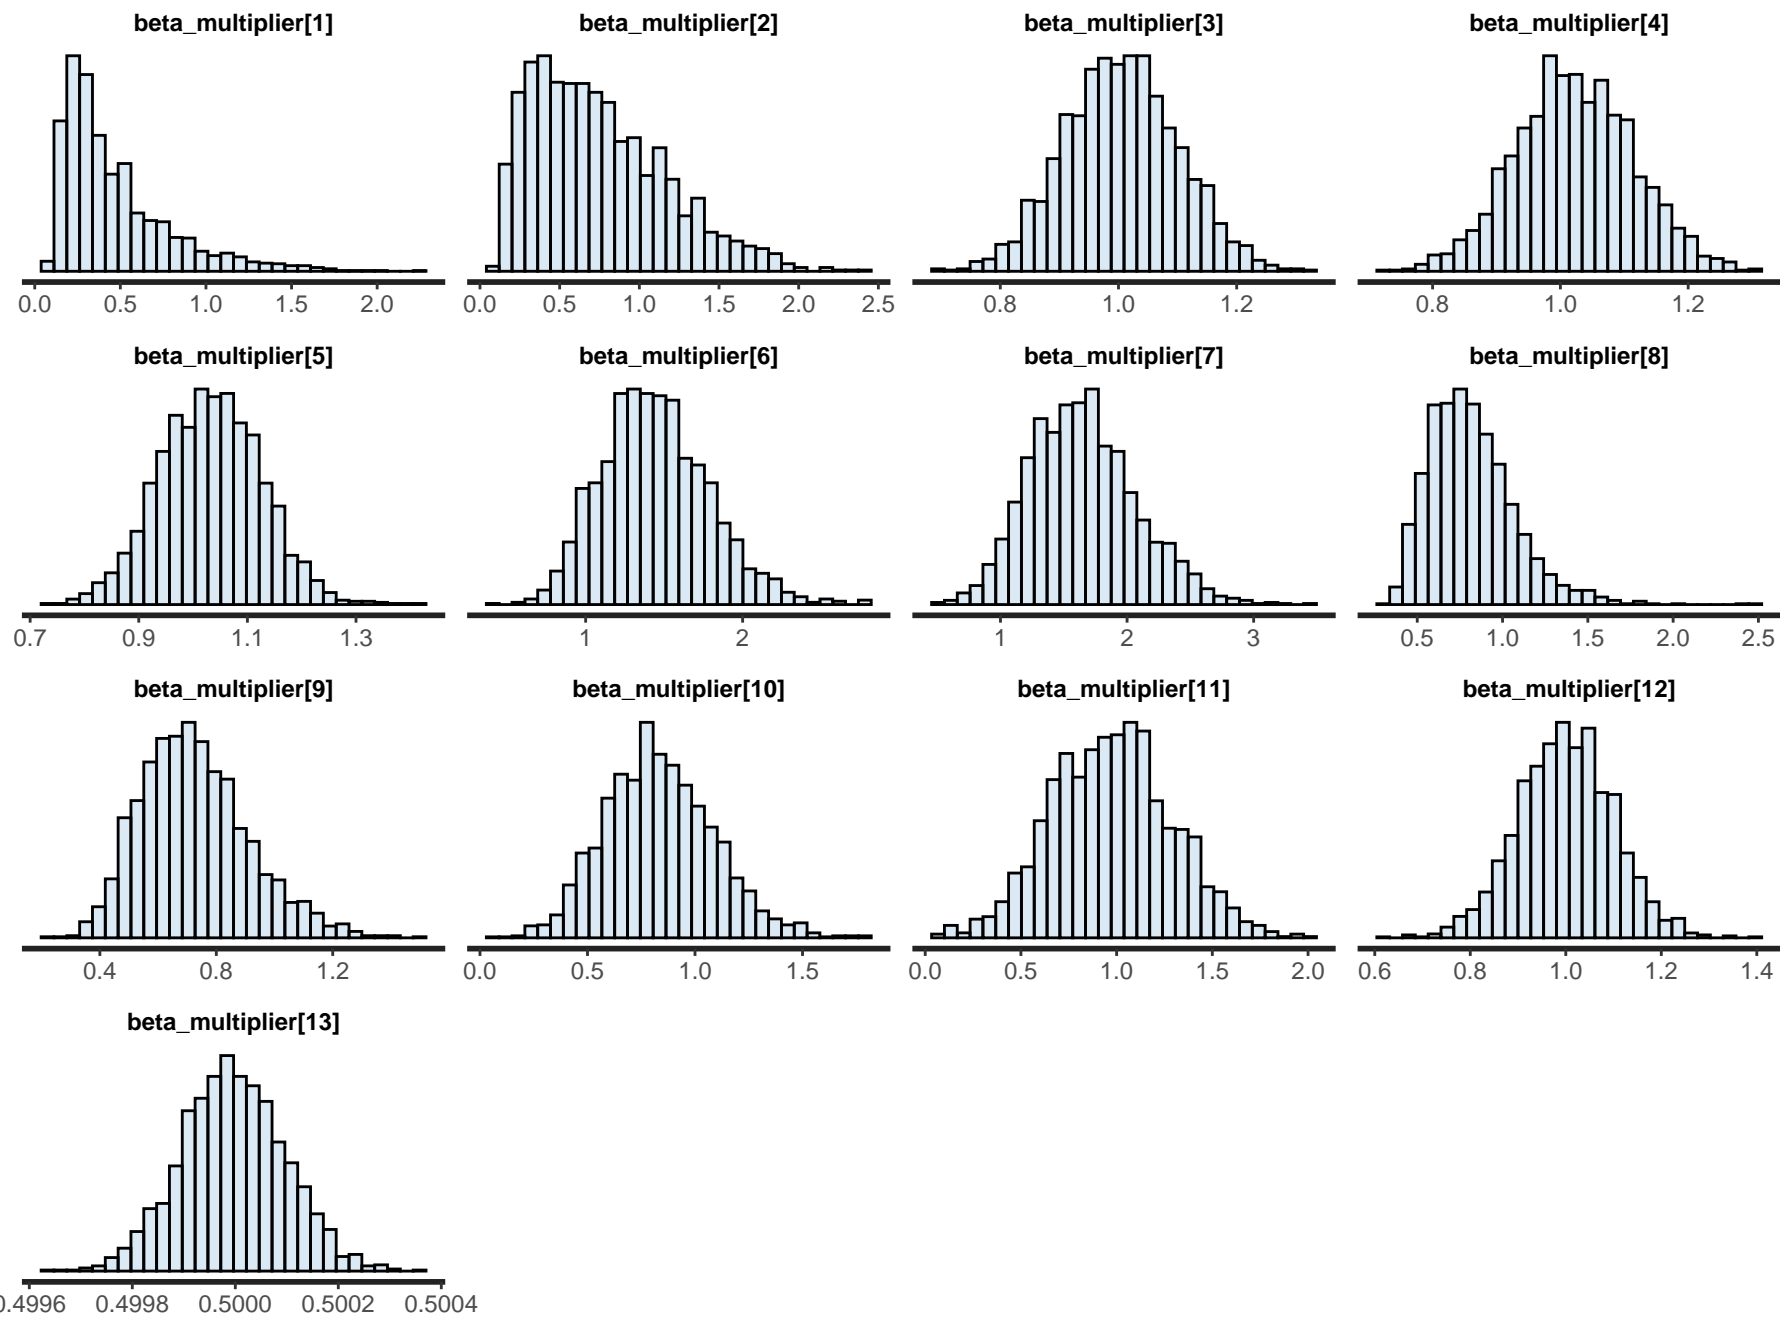 beta_multiplier[1] beta_multiplier[2] beta_multiplier[3] beta_multiplier[4]
0.0 0.5 1.0 1.5 2.0 0.0 0.5 1.0 1.5 2.0 2.5 0.8 1.0 1.2 0.8 1.0 1.2
beta_multiplier[5] beta_multiplier[6] beta_multiplier[7] beta_multiplier[8]
0.7 0.9 1.1 1.3 1 2 1 2 3 0.5 1.0 1.5 2.0 2.5
beta_multiplier[9] beta_multiplier[10] beta_multiplier[11] beta_multiplier[12]
0.4 0.8 1.2 0.0 0.5 1.0 1.5 0.0 0.5 1.0 1.5 2.0 0.6 0.8 1.0 1.2 1.4
beta_multiplier[13]
0.4996 0.4998 0.5000 0.5002 0.5004